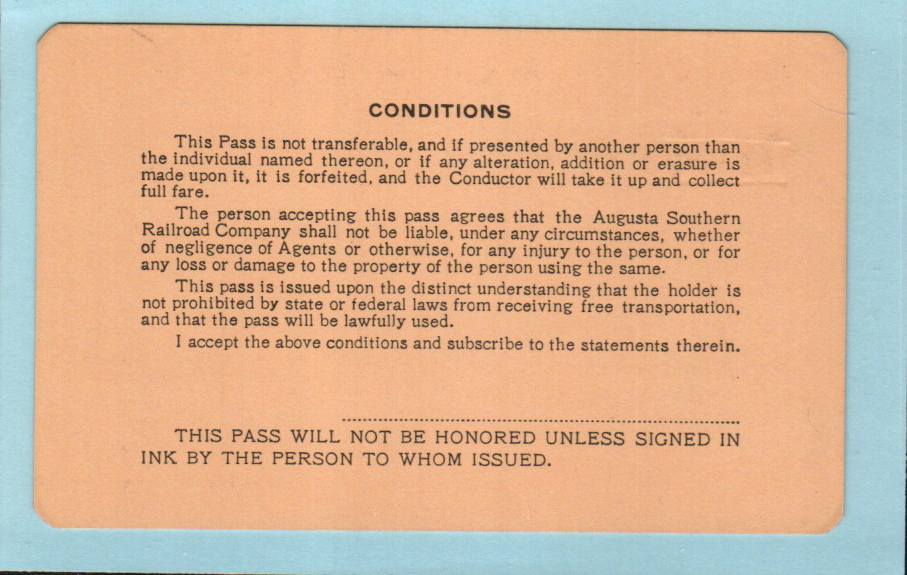 CONDITIONS
This Pass is not transferable, and if presented by another person than
the individual named thereon, or if any alteration, addition or erasure is
made upon it, it is forfeited, and the Conductor will take it up and collect
full fare.
The person accepting this pass agrees that the Augusta Southern
Railroad Company shall not be liable, under any circumstances, whether
of negligence of Agents or otherwise, for any injury to the person, or for
any loss or damage to the property of the person using the same.
This pass is issued upon the distinct understanding that the holder is
not prohibited by state or federal laws from receiving free transportation,
and that the pass will be lawfully used.
I accept the above conditions and subscribe to the statements therein.
THIS PASS WILL NOT BE HONORED UNLESS SIGNED IN
INK BY THE PERSON TO WHOM ISSUED.